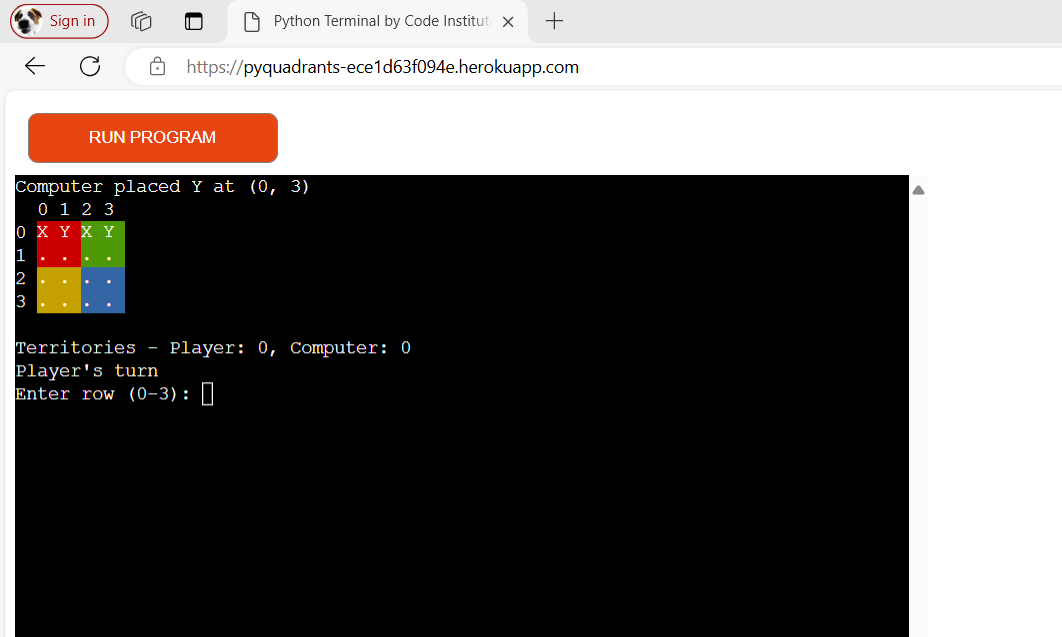 Sign in
Python Terminal by Code Institut
https://pyquadrants-ece1d63f094e.herokuapp.com
RUN PROGRAM
Computer placed Y at (0, 3)
0 1 2 3
0 X Y X Y
1 . . . .
2 . . . .
3 . . . .
Territories - Player: 0, Computer: 0
Player's turn
Enter row (0-3):